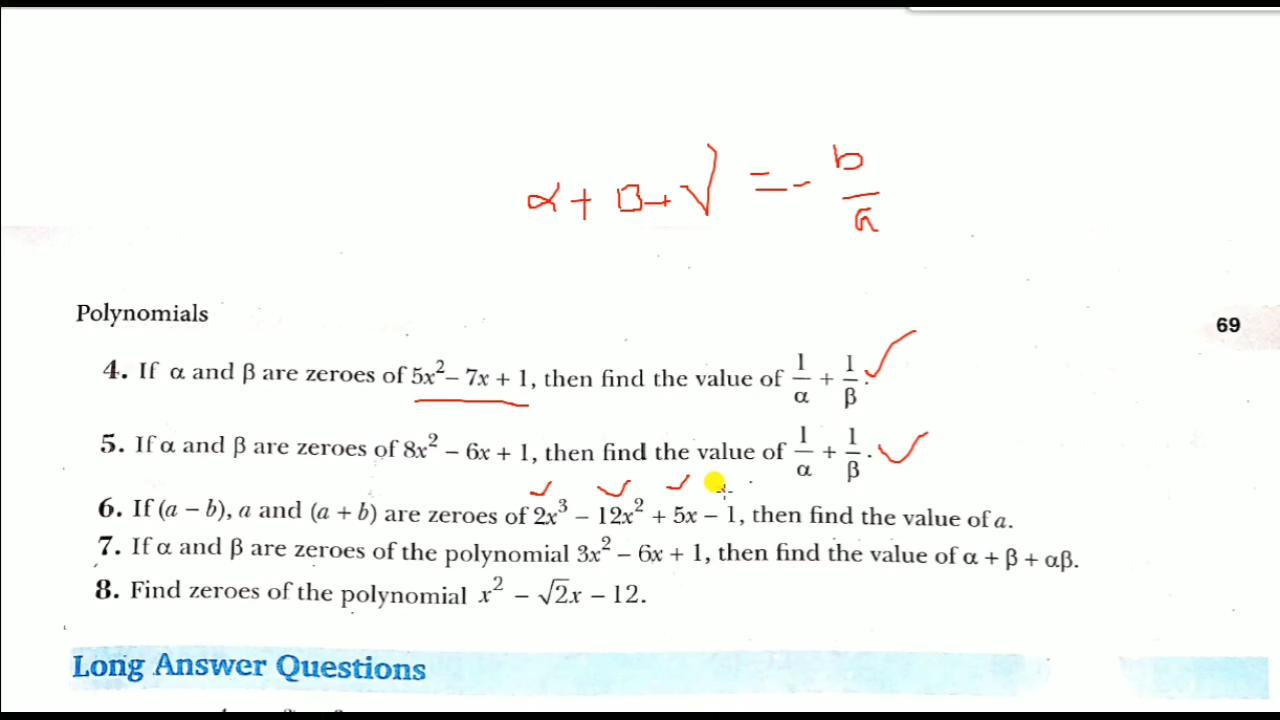 α + β + √ = - b/a
Polynomials
69
4. If α and β are zeroes of 5x² – 7x + 1, then find the value of 1/α + 1/β.
5. If α and β are zeroes of 8x² – 6x + 1, then find the value of 1/α + 1/β.
6. If (a – b), a and (a + b) are zeroes of 2x³ – 12x² + 5x – 1, then find the value of a.
7. If α and β are zeroes of the polynomial 3x² – 6x + 1, then find the value of α + β + αβ.
8. Find zeroes of the polynomial x² – √2x – 12.
Long Answer Questions